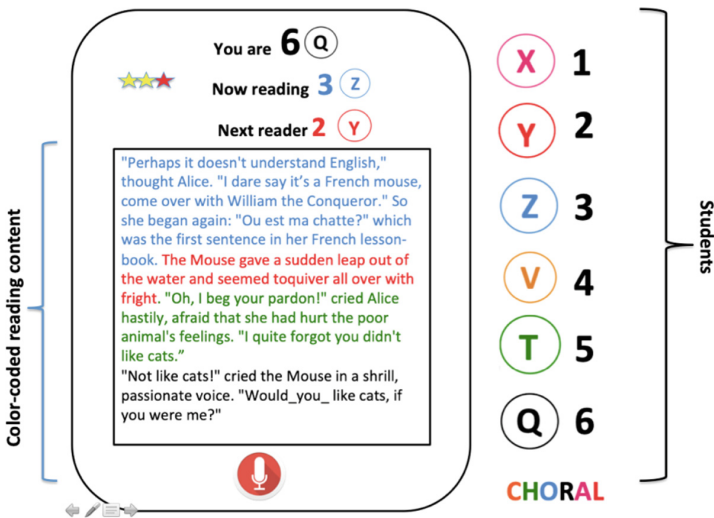 You are 6 Q
Now reading 3 Z
Next reader 2 Y
"Perhaps it doesn't understand English,"
thought Alice. "I dare say it’s a French mouse,
come over with William the Conqueror." So
she began again: "Ou est ma chatte?" which
was the first sentence in her French lesson-
book. The Mouse gave a sudden leap out of
the water and seemed toquiver all over with
fright. "Oh, I beg your pardon!" cried Alice
hastily, afraid that she had hurt the poor
animal's feelings. "I quite forgot you didn't
like cats.”
"Not like cats!" cried the Mouse in a shrill,
passionate voice. "Would_you_ like cats, if
you were me?"
Color-coded reading content
X 1
Y 2
Z 3
V 4
T 5
Q 6
CHORAL
Students